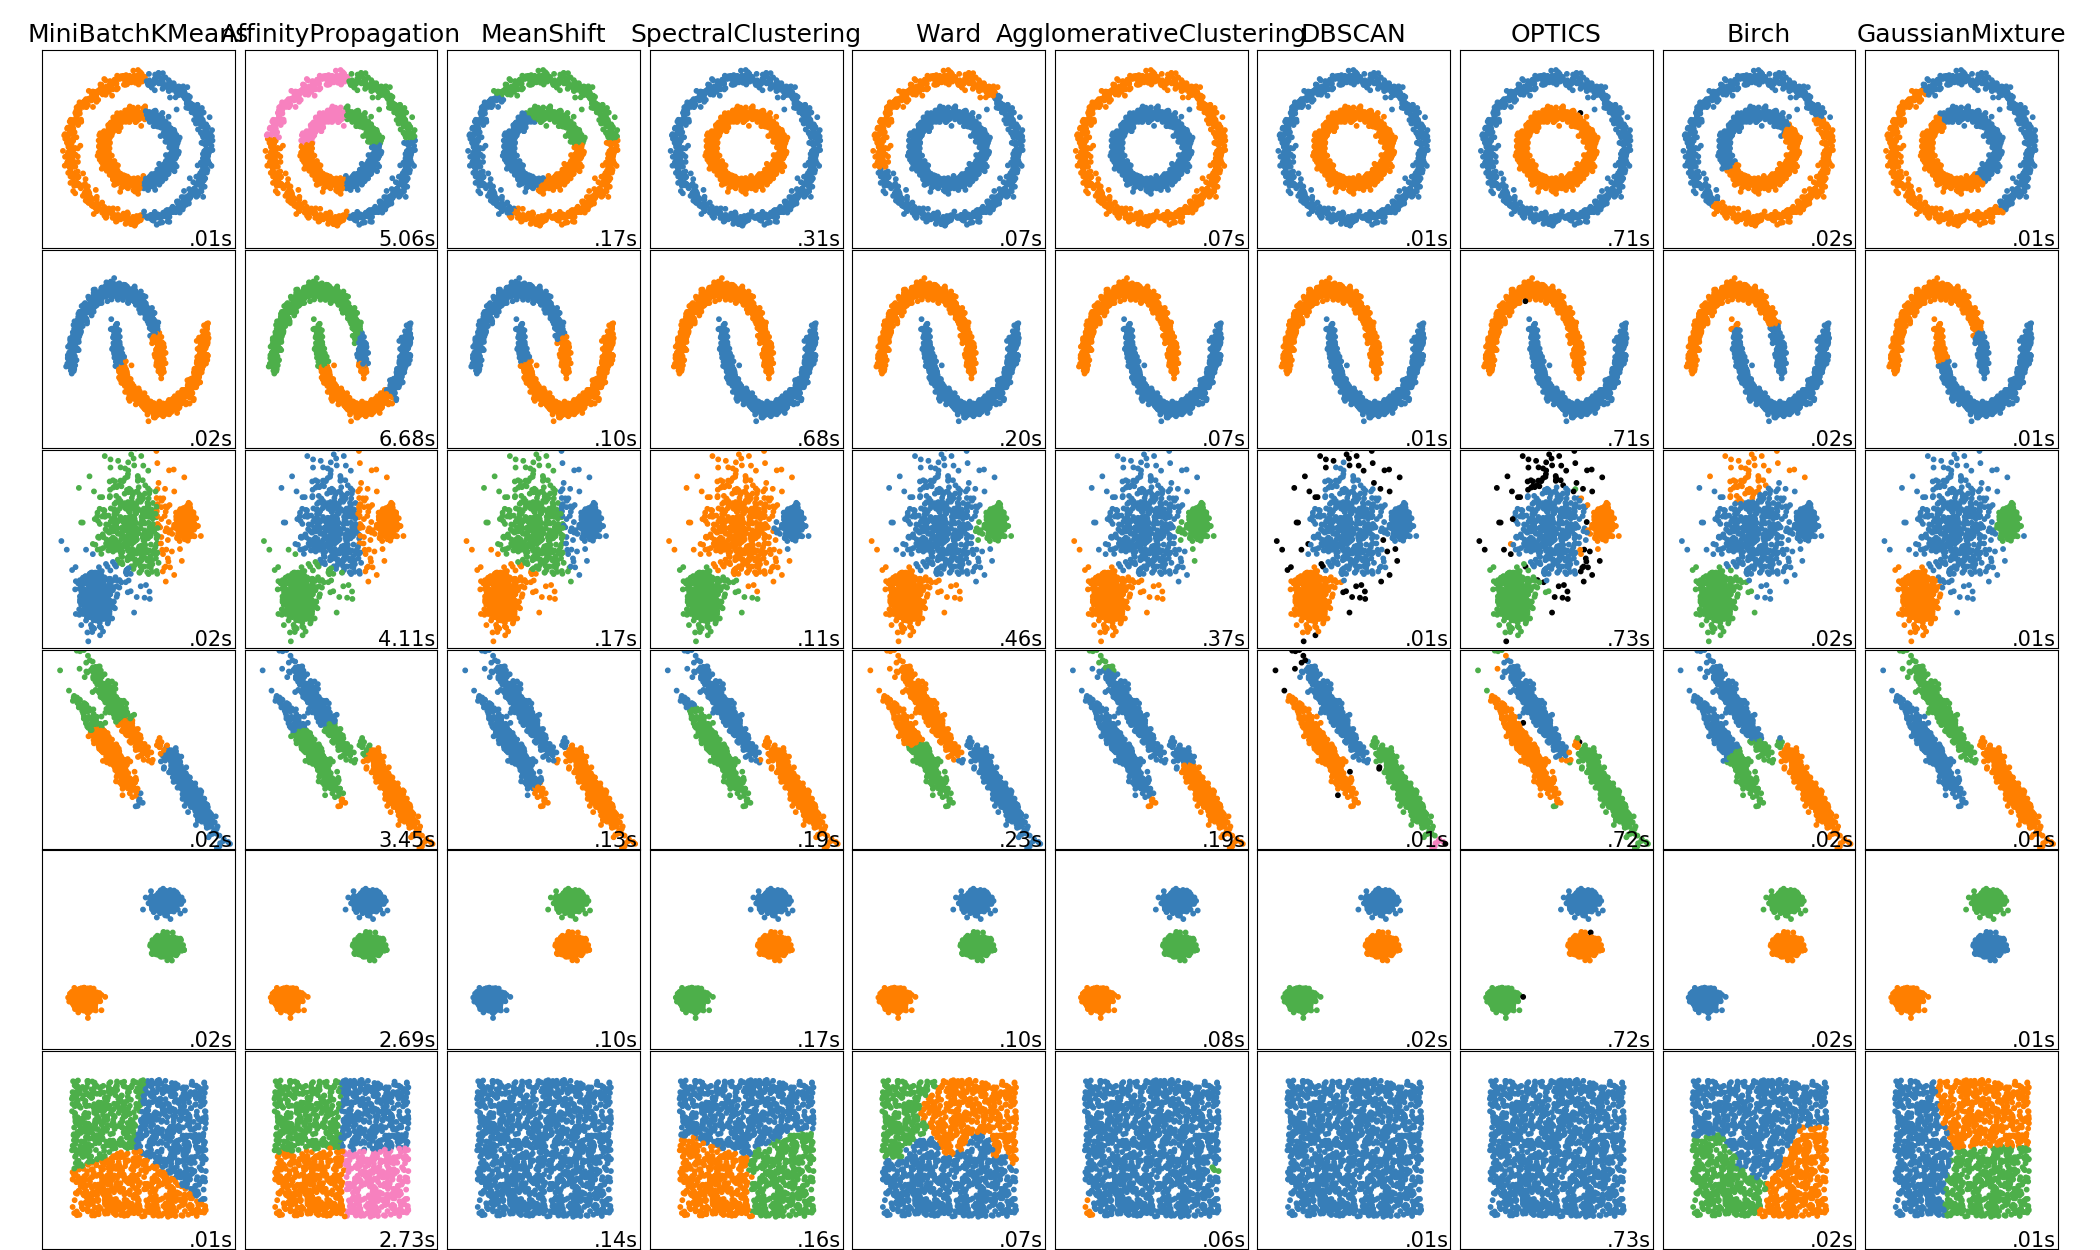 MiniBatchKMeans AffinityPropagation MeanShift SpectralClustering Ward AgglomerativeClustering DBSCAN OPTICS Birch GaussianMixture
.01s 5.06s .17s .31s .07s .07s .01s .71s .02s .01s
.02s 6.68s .10s .68s .20s .07s .01s .71s .02s .01s
.02s 4.11s .17s .11s .46s .37s .01s .73s .02s .01s
.02s 3.45s .13s .19s .23s .19s .01s .72s .02s .01s
.02s 2.69s .10s .17s .10s .08s .02s .72s .02s .01s
.01s 2.73s .14s .16s .07s .06s .01s .73s .02s .01s